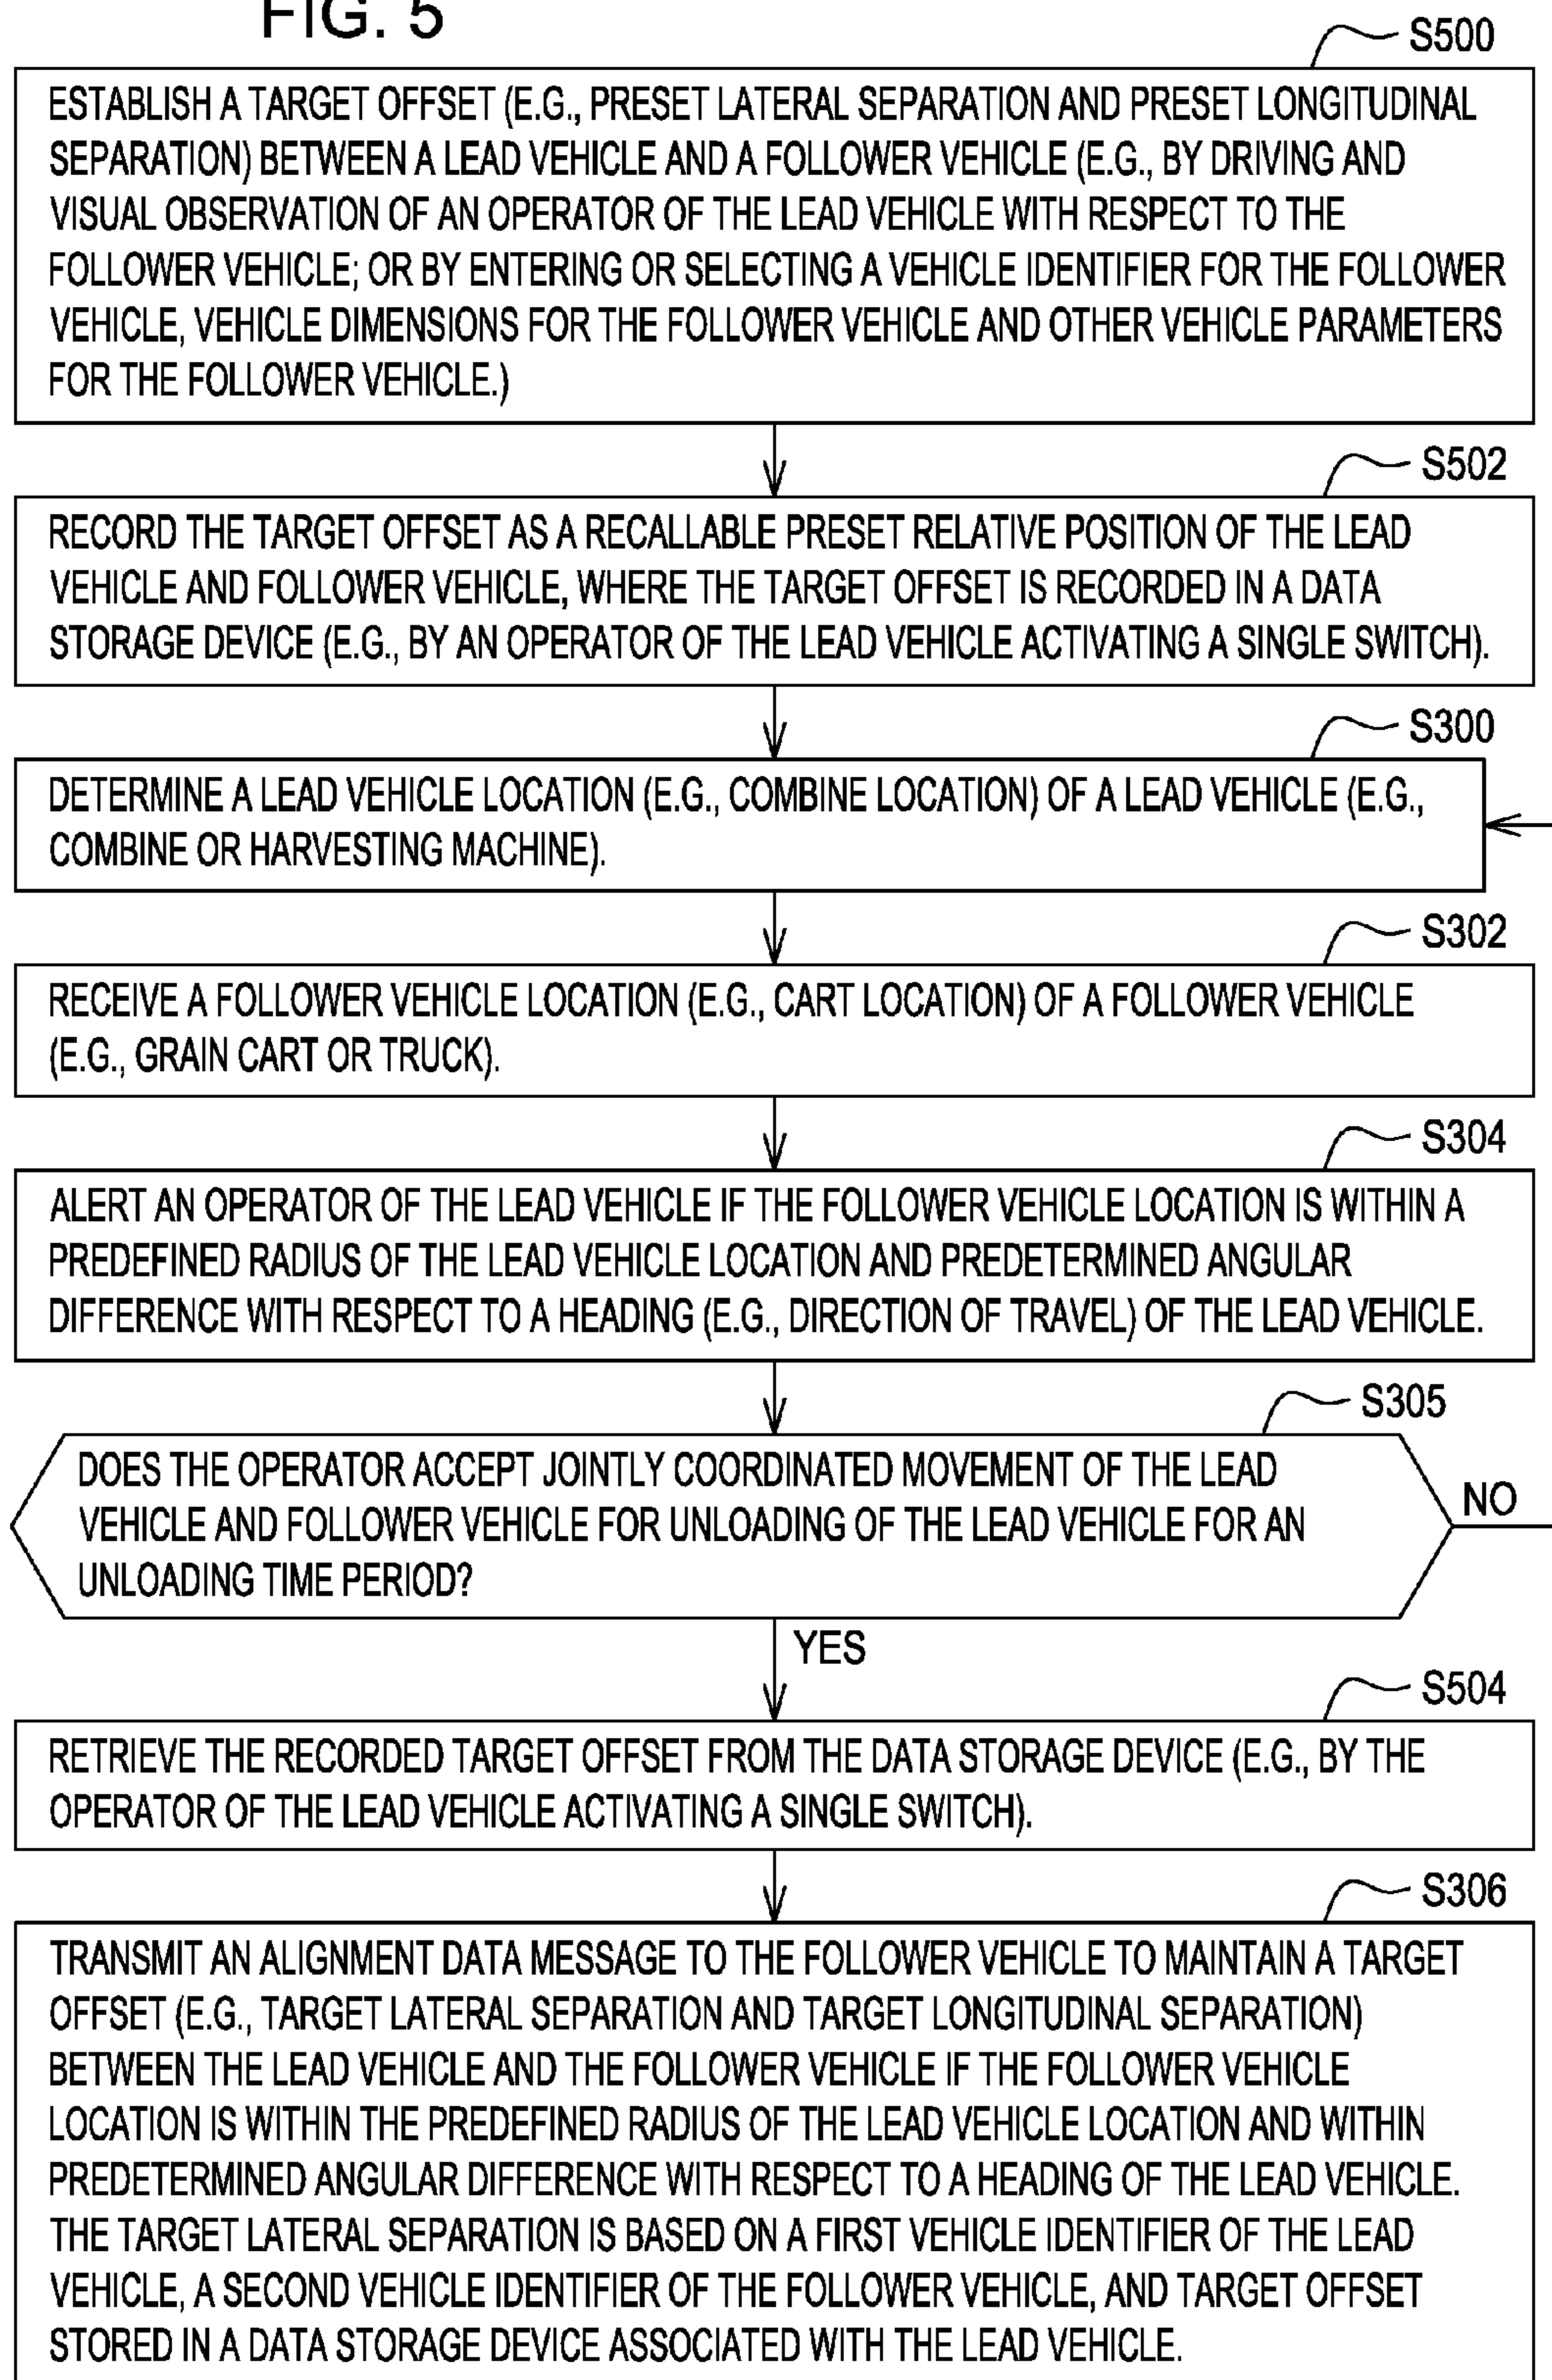 FIG. 5
S500
ESTABLISH A TARGET OFFSET (E.G., PRESET LATERAL SEPARATION AND PRESET LONGITUDINAL
SEPARATION) BETWEEN A LEAD VEHICLE AND A FOLLOWER VEHICLE (E.G., BY DRIVING AND
VISUAL OBSERVATION OF AN OPERATOR OF THE LEAD VEHICLE WITH RESPECT TO THE
FOLLOWER VEHICLE; OR BY ENTERING OR SELECTING A VEHICLE IDENTIFIER FOR THE FOLLOWER
VEHICLE, VEHICLE DIMENSIONS FOR THE FOLLOWER VEHICLE AND OTHER VEHICLE PARAMETERS
FOR THE FOLLOWER VEHICLE.)
S502
RECORD THE TARGET OFFSET AS A RECALLABLE PRESET RELATIVE POSITION OF THE LEAD
VEHICLE AND FOLLOWER VEHICLE, WHERE THE TARGET OFFSET IS RECORDED IN A DATA
STORAGE DEVICE (E.G., BY AN OPERATOR OF THE LEAD VEHICLE ACTIVATING A SINGLE SWITCH).
S300
DETERMINE A LEAD VEHICLE LOCATION (E.G., COMBINE LOCATION) OF A LEAD VEHICLE (E.G.,
COMBINE OR HARVESTING MACHINE).
S302
RECEIVE A FOLLOWER VEHICLE LOCATION (E.G., CART LOCATION) OF A FOLLOWER VEHICLE
(E.G., GRAIN CART OR TRUCK).
S304
ALERT AN OPERATOR OF THE LEAD VEHICLE IF THE FOLLOWER VEHICLE LOCATION IS WITHIN A
PREDEFINED RADIUS OF THE LEAD VEHICLE LOCATION AND PREDETERMINED ANGULAR
DIFFERENCE WITH RESPECT TO A HEADING (E.G., DIRECTION OF TRAVEL) OF THE LEAD VEHICLE.
S305
DOES THE OPERATOR ACCEPT JOINTLY COORDINATED MOVEMENT OF THE LEAD
VEHICLE AND FOLLOWER VEHICLE FOR UNLOADING OF THE LEAD VEHICLE FOR AN
UNLOADING TIME PERIOD?
NO
YES
S504
RETRIEVE THE RECORDED TARGET OFFSET FROM THE DATA STORAGE DEVICE (E.G., BY THE
OPERATOR OF THE LEAD VEHICLE ACTIVATING A SINGLE SWITCH).
S306
TRANSMIT AN ALIGNMENT DATA MESSAGE TO THE FOLLOWER VEHICLE TO MAINTAIN A TARGET
OFFSET (E.G., TARGET LATERAL SEPARATION AND TARGET LONGITUDINAL SEPARATION)
BETWEEN THE LEAD VEHICLE AND THE FOLLOWER VEHICLE IF THE FOLLOWER VEHICLE
LOCATION IS WITHIN THE PREDEFINED RADIUS OF THE LEAD VEHICLE LOCATION AND WITHIN
PREDETERMINED ANGULAR DIFFERENCE WITH RESPECT TO A HEADING OF THE LEAD VEHICLE.
THE TARGET LATERAL SEPARATION IS BASED ON A FIRST VEHICLE IDENTIFIER OF THE LEAD
VEHICLE, A SECOND VEHICLE IDENTIFIER OF THE FOLLOWER VEHICLE, AND TARGET OFFSET
STORED IN A DATA STORAGE DEVICE ASSOCIATED WITH THE LEAD VEHICLE.